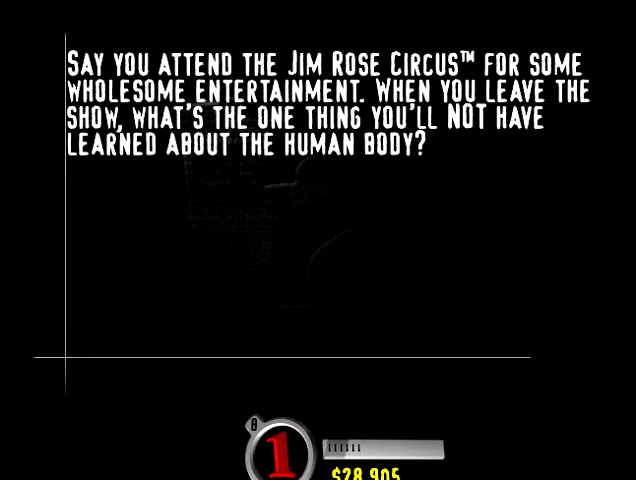 Say you attend the Jim Rose Circus™ for some
wholesome entertainment. When you leave the
show, what's the one thing you'll NOT have
learned about the human body?
1
$28,905